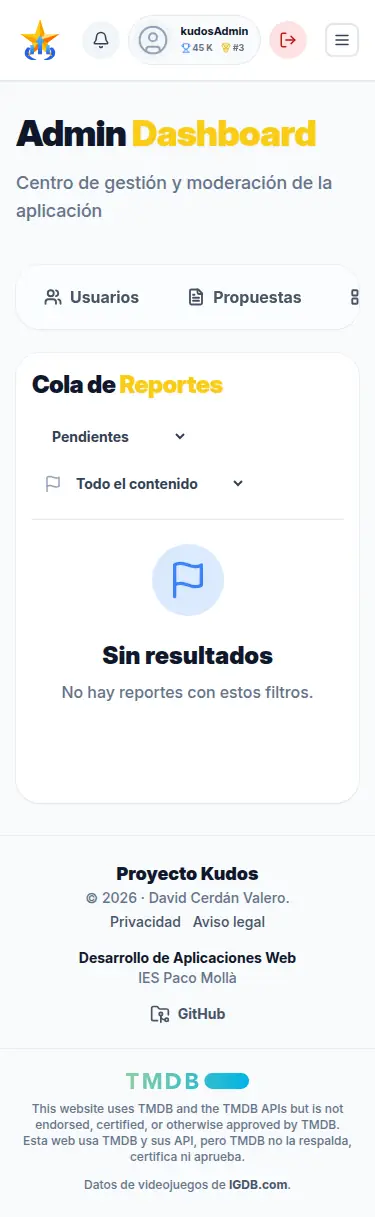 kudosAdmin
45 K #3
Admin Dashboard
Centro de gestión y moderación de la
aplicación
Usuarios Propuestas
Cola de Reportes
Pendientes
Todo el contenido
Sin resultados
No hay reportes con estos filtros.
Proyecto Kudos
© 2026 · David Cerdán Valero.
Privacidad Aviso legal
Desarrollo de Aplicaciones Web
IES Paco Mollà
GitHub
TMDB
This website uses TMDB and the TMDB APIs but is not
endorsed, certified, or otherwise approved by TMDB.
Esta web usa TMDB y sus API, pero TMDB no la respalda,
certifica ni aprueba.
Datos de videojuegos de IGDB.com.